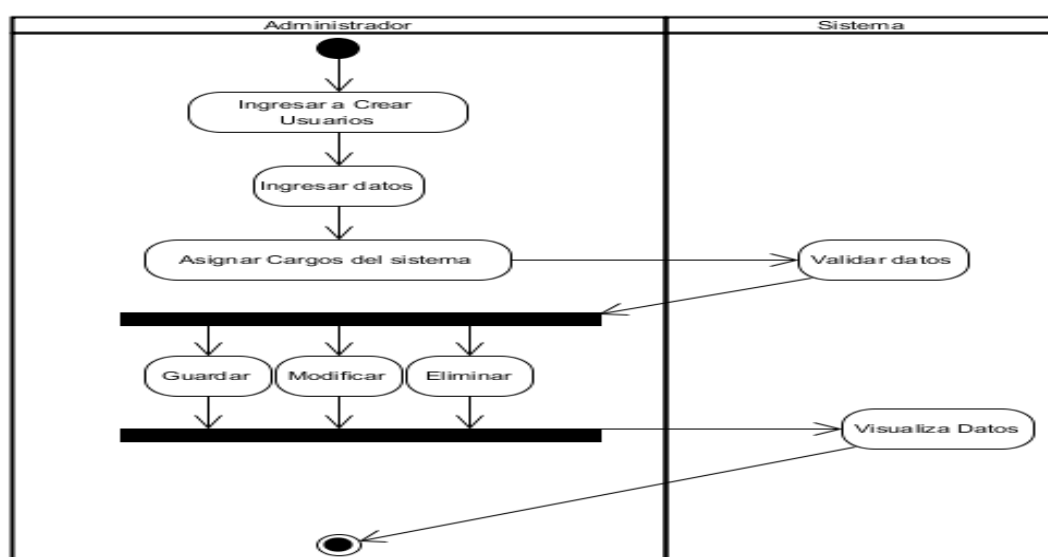 Administrador
Sistema
Ingresar a Crear
Usuarios
Ingresar datos
Asignar Cargos del sistema
Validar datos
Guardar
Modificar
Eliminar
Visualiza Datos